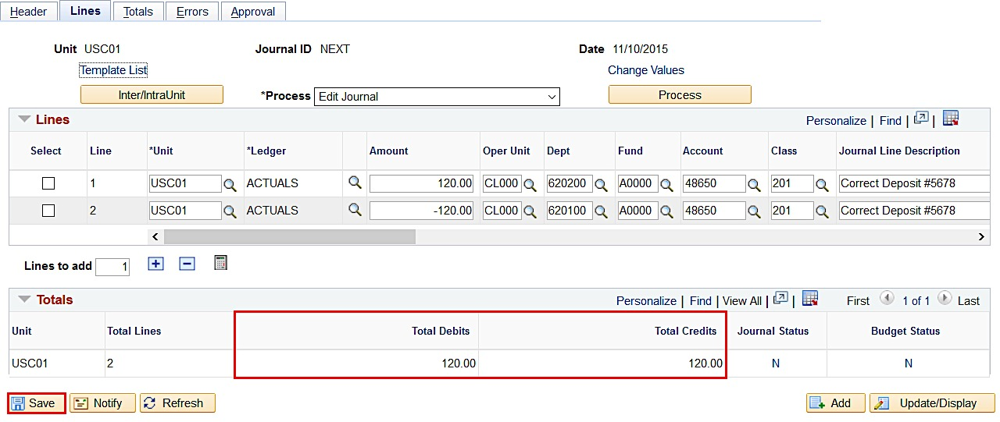 Header Lines Totals Errors Approval
Unit USC01 Journal ID NEXT Date 11/10/2015
Template List Change Values
Inter/IntraUnit *Process Edit Journal Process
Lines Personalize | Find | |
Select Line *Unit *Ledger Amount Oper Unit Dept Fund Account Class Journal Line Description
1 USC01 ACTUALS 120.00 CL000 620200 A0000 48650 201 Correct Deposit #5678
2 USC01 ACTUALS -120.00 CL000 620100 A0000 48650 201 Correct Deposit #5678
Lines to add 1
Totals Personalize | Find | View All | | First 1 of 1 Last
Unit Total Lines Total Debits Total Credits Journal Status Budget Status
USC01 2 120.00 120.00 N N
Save Notify Refresh Add Update/Display